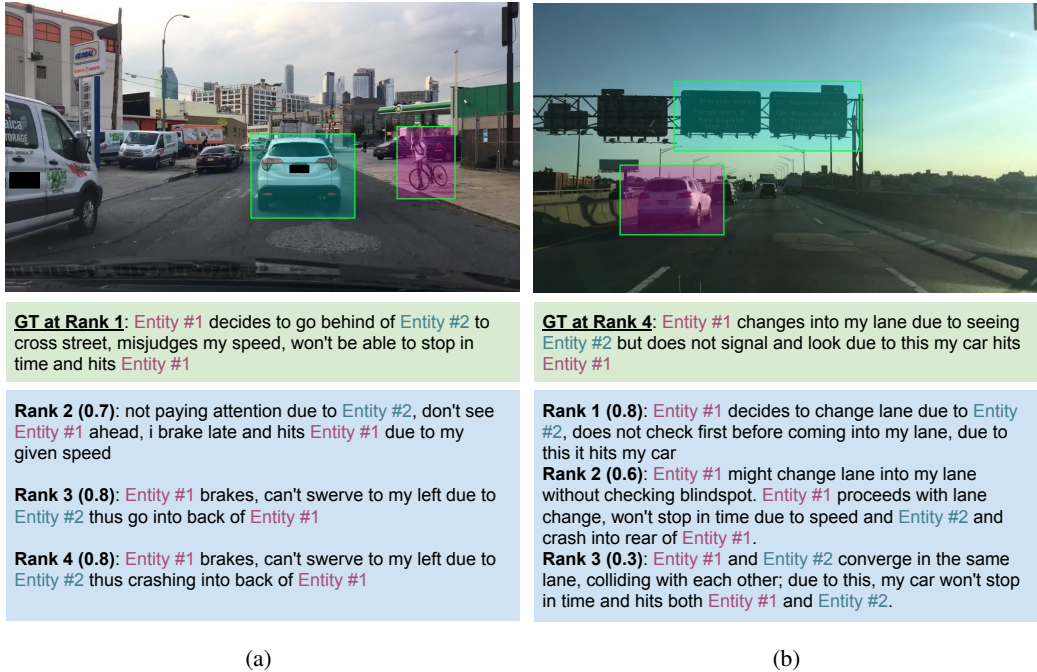 GLOBAL
aica
STORAGE
GT at Rank 1: Entity #1 decides to go behind of Entity #2 to
cross street, misjudges my speed, won't be able to stop in
time and hits Entity #1
Rank 2 (0.7): not paying attention due to Entity #2, don't see
Entity #1 ahead, i brake late and hits Entity #1 due to my
given speed
Rank 3 (0.8): Entity #1 brakes, can't swerve to my left due to
Entity #2 thus go into back of Entity #1
Rank 4 (0.8): Entity #1 brakes, can't swerve to my left due to
Entity #2 thus crashing into back of Entity #1
(a)
GT at Rank 4: Entity #1 changes into my lane due to seeing
Entity #2 but does not signal and look due to this my car hits
Entity #1
Rank 1 (0.8): Entity #1 decides to change lane due to Entity
#2, does not check first before coming into my lane, due to
this it hits my car
Rank 2 (0.6): Entity #1 might change lane into my lane
without checking blindspot. Entity #1 proceeds with lane
change, won't stop in time due to speed and Entity #2 and
crash into rear of Entity #1.
Rank 3 (0.3): Entity #1 and Entity #2 converge in the same
lane, colliding with each other; due to this, my car won't stop
in time and hits both Entity #1 and Entity #2.
(b)